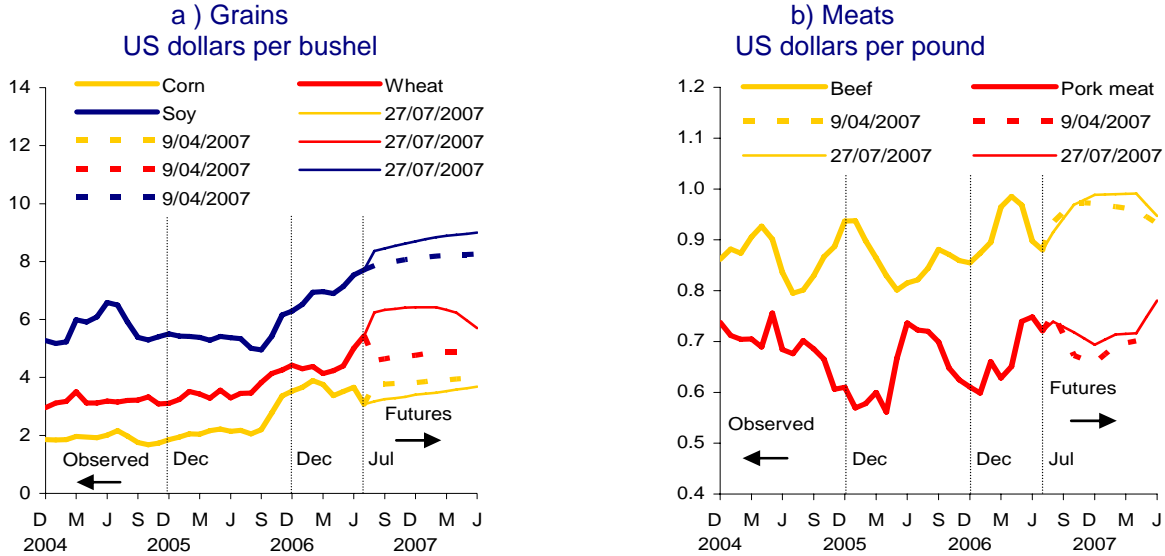 a ) Grains
US dollars per bushel
14
12
10
8
6
4
2
0
Corn
Wheat
Soy
27/07/2007
9/04/2007
27/07/2007
9/04/2007
27/07/2007
9/04/2007
Futures
Observed
Dec
Dec
Jul
D M J S D M J S D M J S D M J
2004 2005 2006 2007
b) Meats
US dollars per pound
1.2
1.1
1.0
0.9
0.8
0.7
0.6
0.5
0.4
Beef
Pork meat
9/04/2007
9/04/2007
27/07/2007
27/07/2007
Futures
Observed
Dec
Dec
Jul
D M J S D M J S D M J S D M J
2004 2005 2006 2007